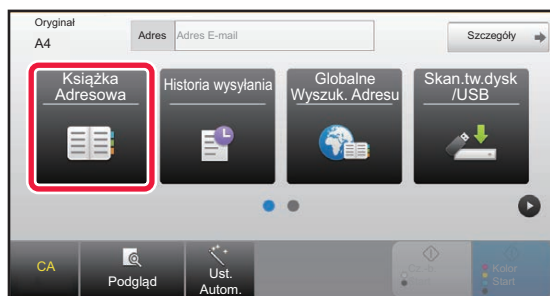 Oryginał
A4
Adres
Adres E-mail
Szczegóły
Książka
Adresowa
Historia wysyłania
Globalne
Wyszuk. Adresu
Skan.tw.dysk
/USB
CA
Podgląd
Ust.
Autom.
Kolor
Start